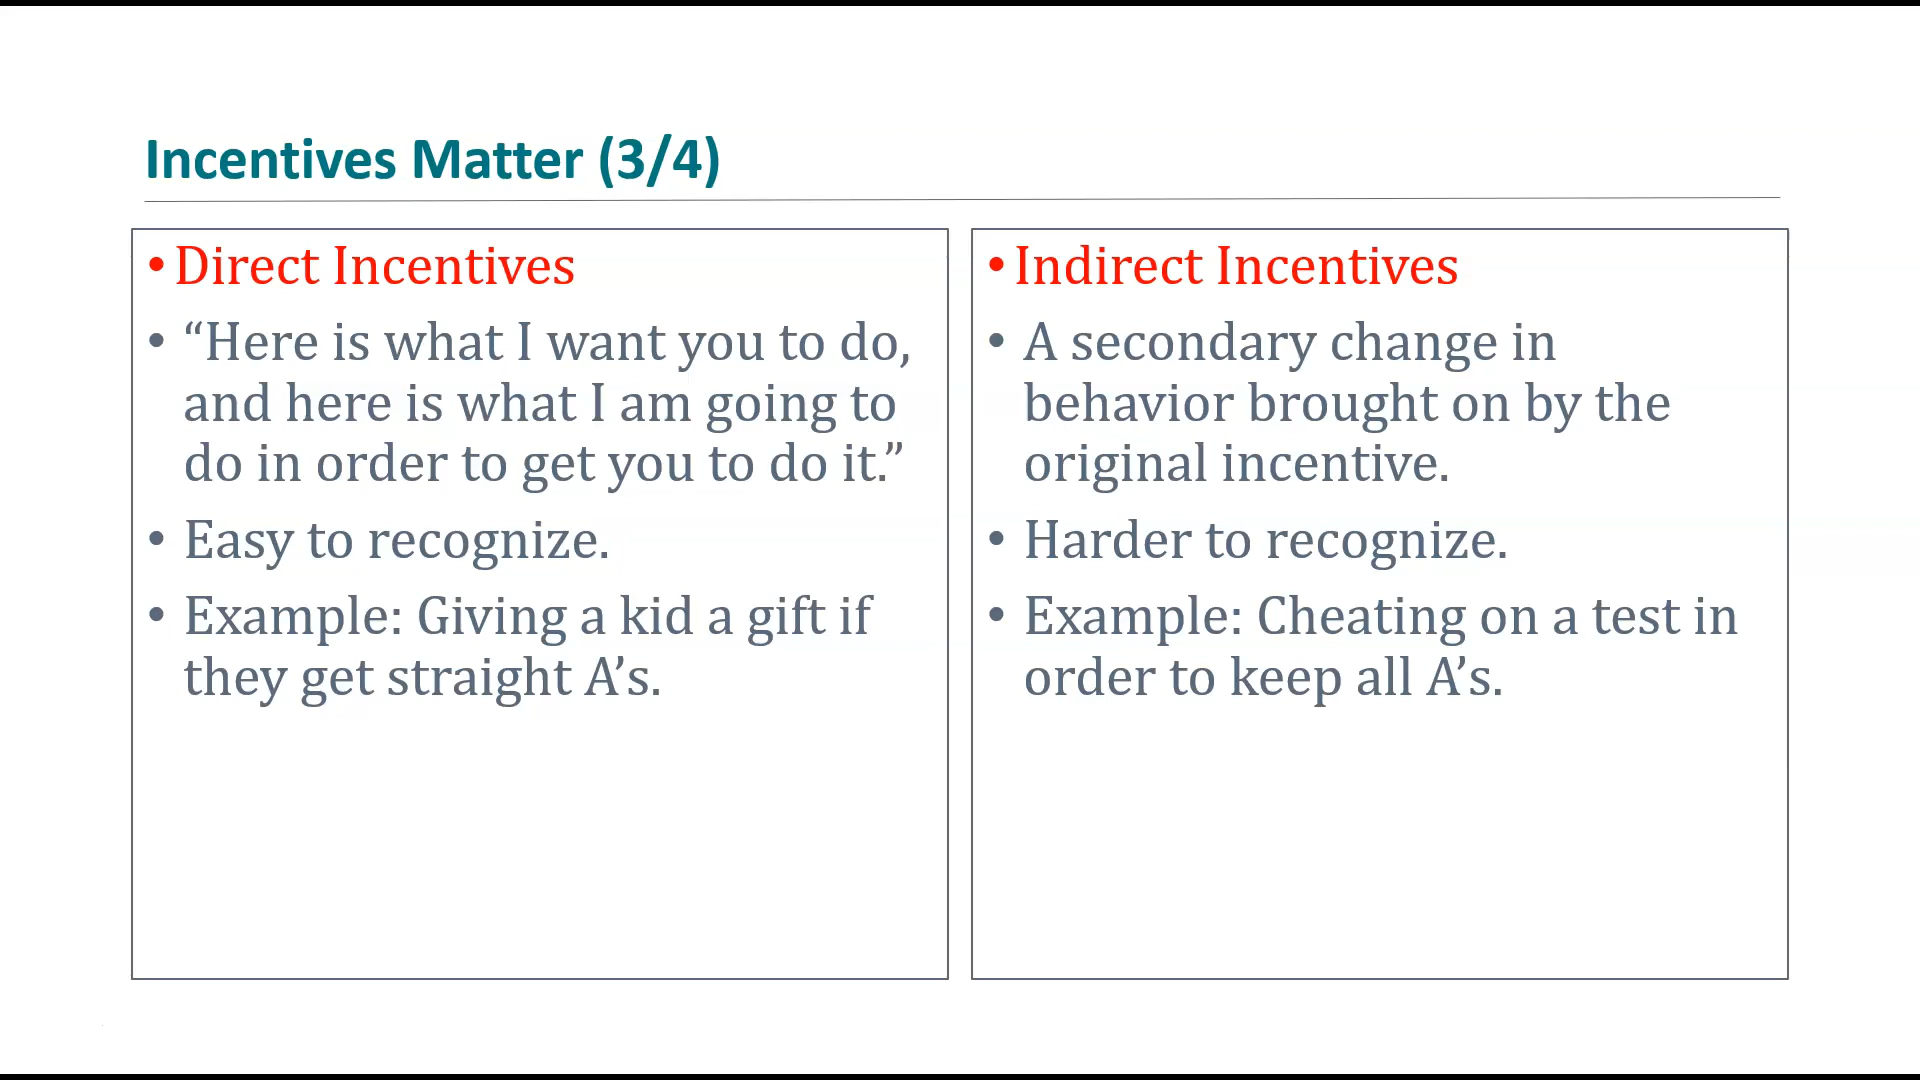 Incentives Matter (3/4)
•Direct Incentives
• “Here is what I want you to do,
and here is what I am going to
do in order to get you to do it.”
• Easy to recognize.
• Example: Giving a kid a gift if
they get straight A’s.
•Indirect Incentives
• A secondary change in
behavior brought on by the
original incentive.
• Harder to recognize.
• Example: Cheating on a test in
order to keep all A’s.